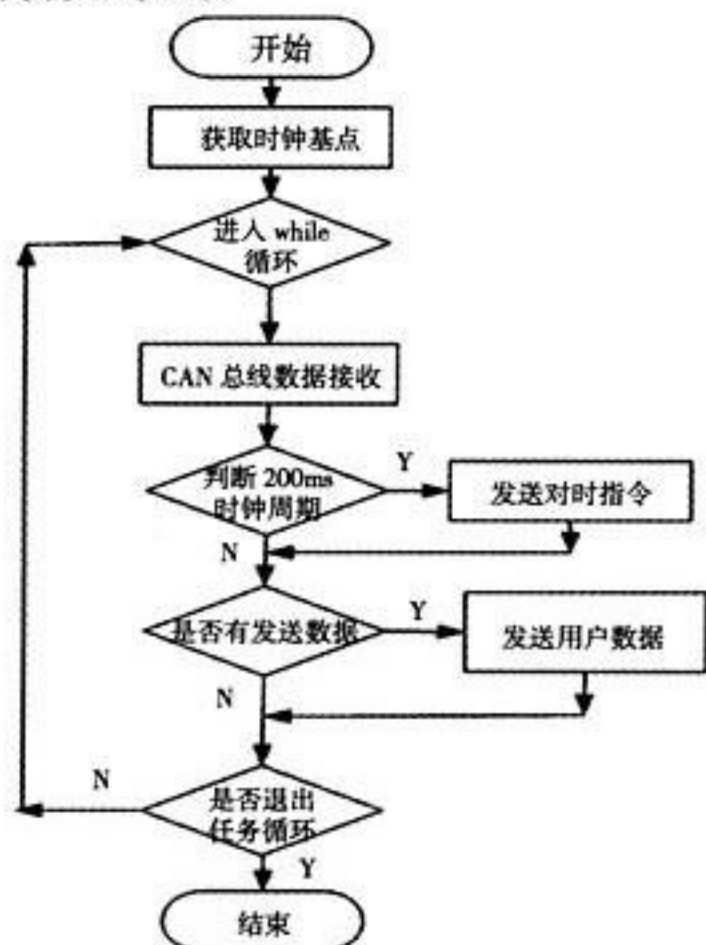 开始
获取时钟基点
进入 while
循环
CAN 总线数据接收
判断 200ms
时钟周期
Y
发送对时指令
N
是否有发送数据
Y
发送用户数据
N
是否退出
任务循环
N
Y
结束